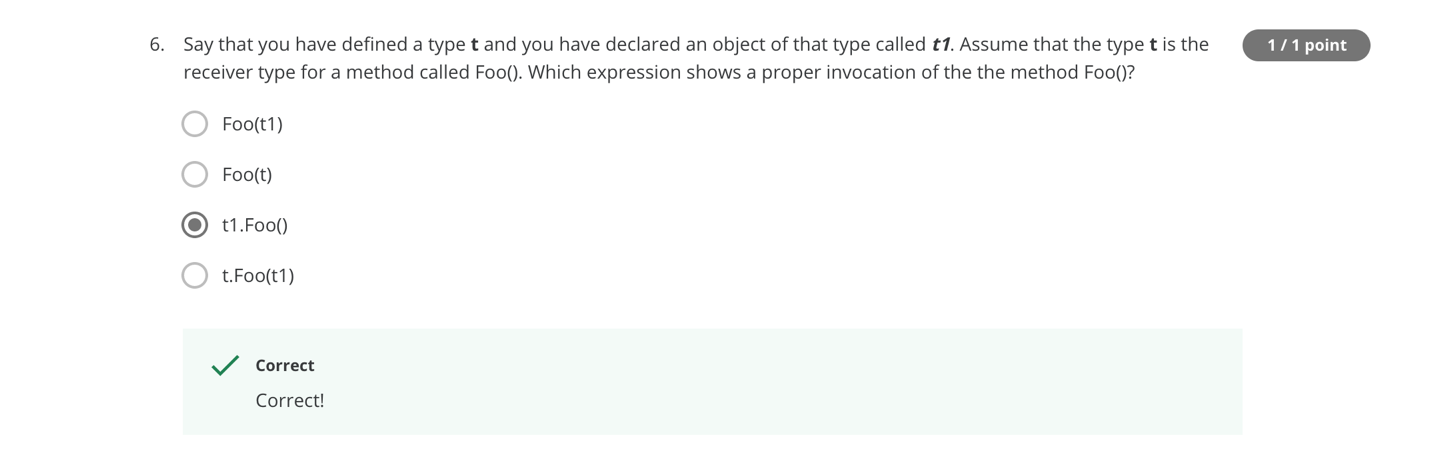 6. Say that you have defined a type t and you have declared an object of that type called t1. Assume that the type t is the
1 / 1 point
receiver type for a method called Foo(). Which expression shows a proper invocation of the the method Foo()?
Foo(t1)
Foo(t)
t1.Foo()
t.Foo(t1)
Correct
Correct!